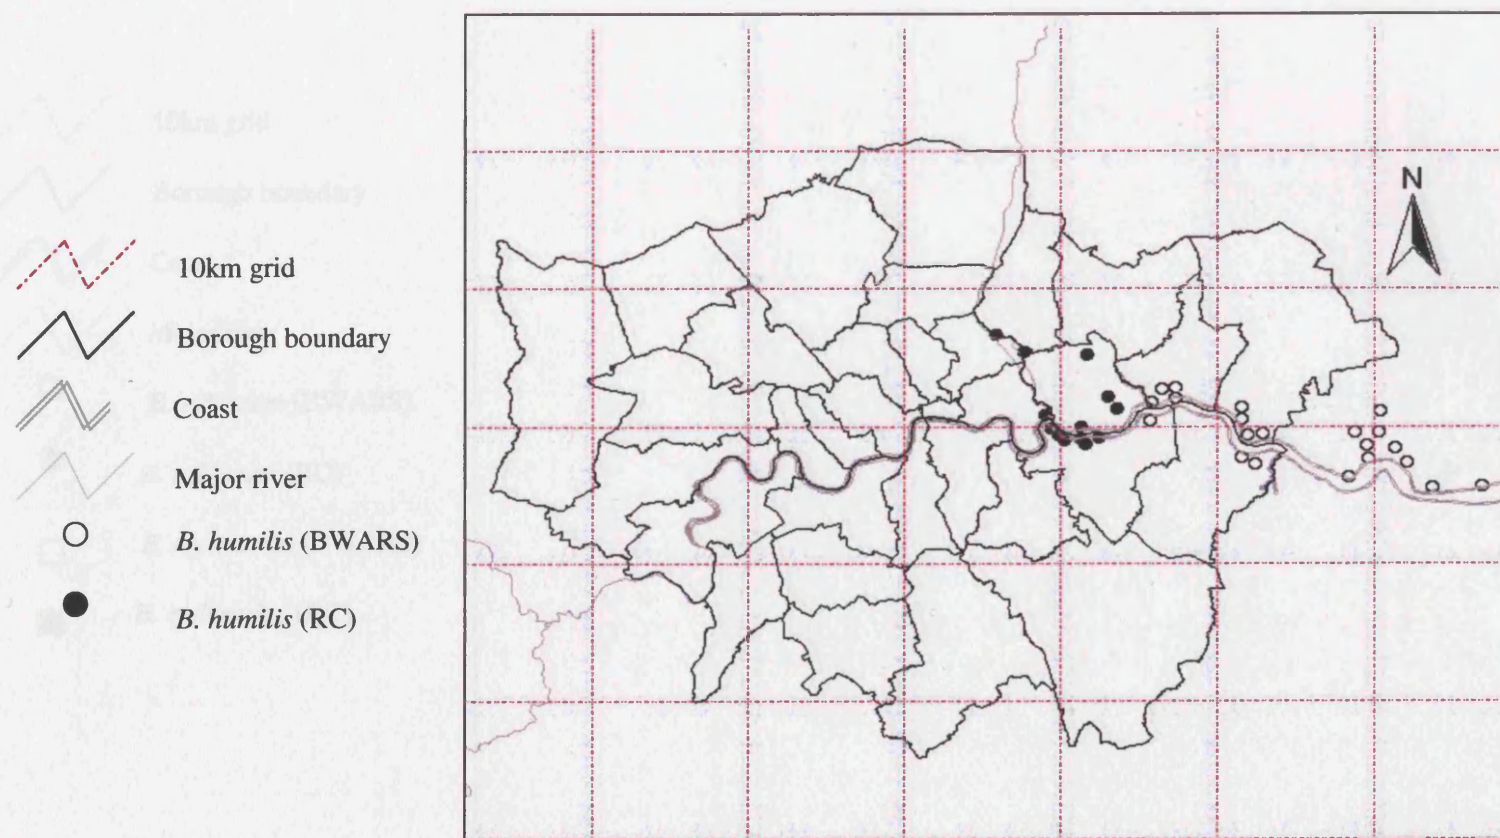 N
10km grid
Borough boundary
Coast
Major river
B. humilis (BWARS)
B. humilis (RC)